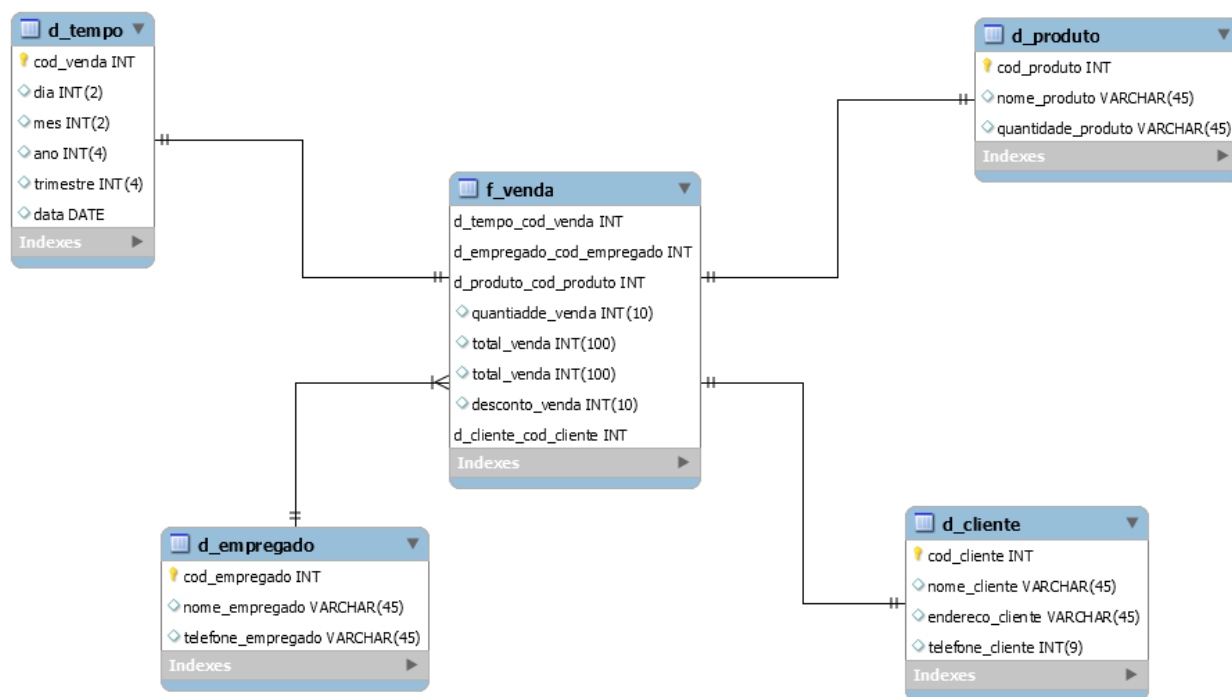 d_tempo
cod_venda INT
dia INT(2)
mes INT(2)
ano INT(4)
trimestre INT(4)
data DATE
Indexes
d_produto
cod_produto INT
nome_produto VARCHAR(45)
quantidade_produto VARCHAR(45)
Indexes
f_venda
d_tempo_cod_venda INT
d_empregado_cod_empregado INT
d_produto_cod_produto INT
quantiadde_venda INT(10)
total_venda INT(100)
total_venda INT(100)
desconto_venda INT(10)
d_cliente_cod_cliente INT
Indexes
d_empregado
cod_empregado INT
nome_empregado VARCHAR(45)
telefone_empregado VARCHAR(45)
Indexes
d_cliente
cod_cliente INT
nome_cliente VARCHAR(45)
endereco_cliente VARCHAR(45)
telefone_cliente INT(9)
Indexes